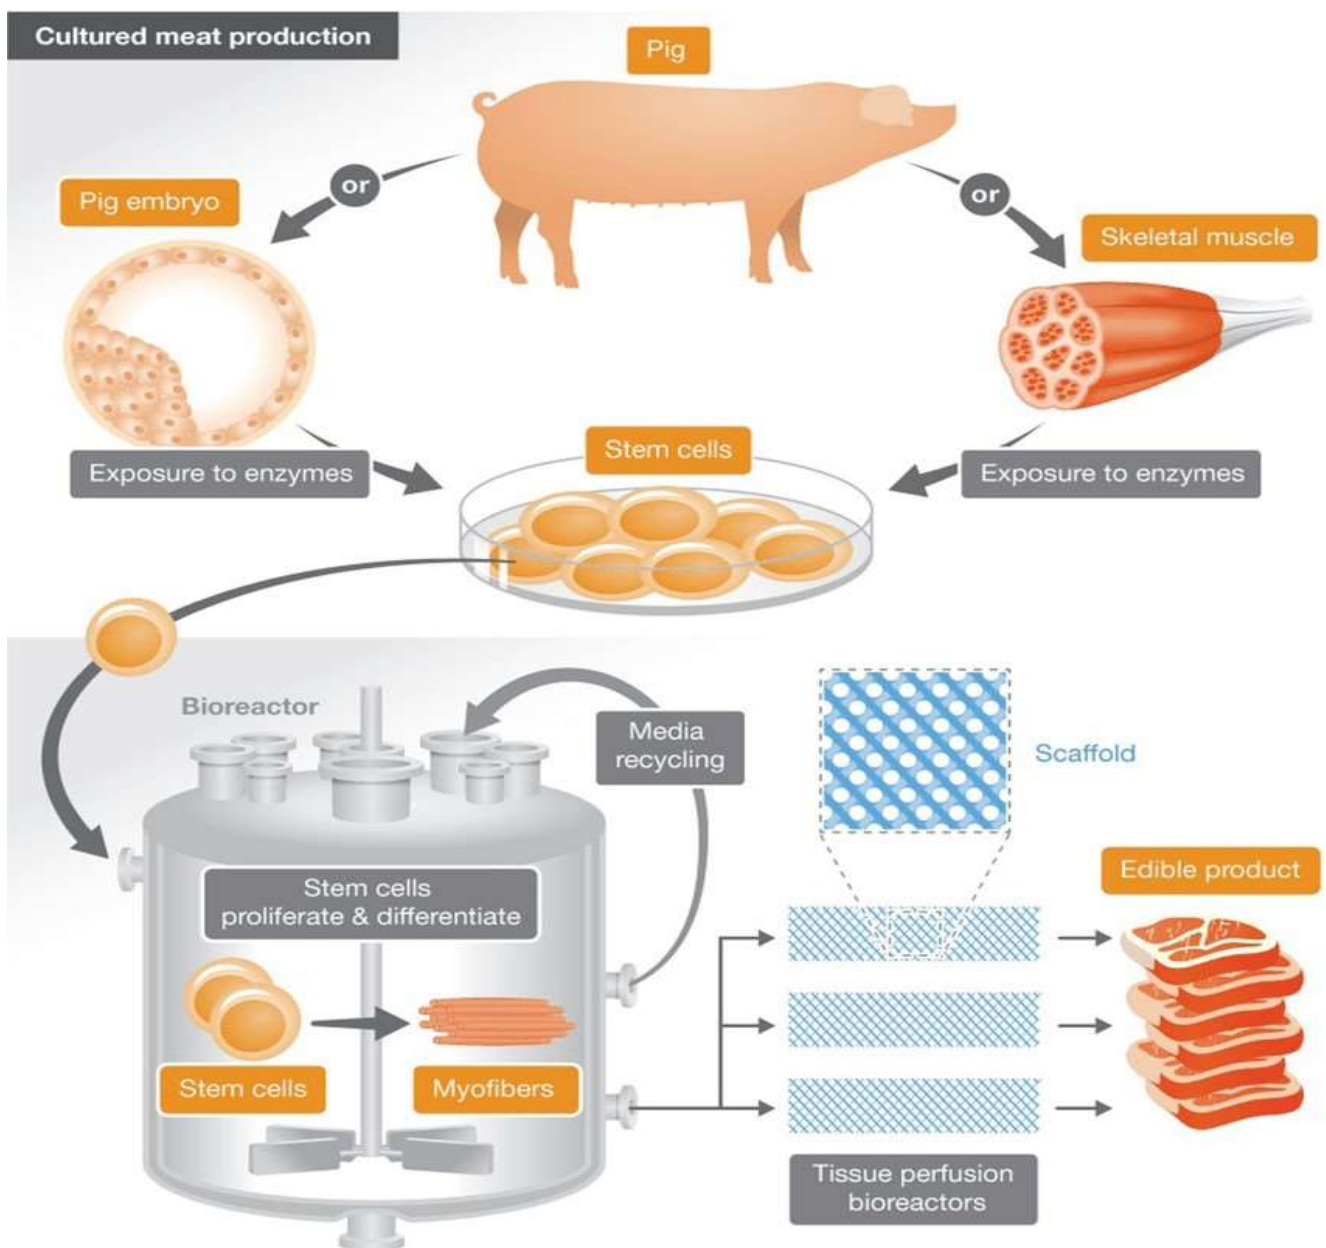 Cultured meat production
Pig
or
or
Pig embryo
Skeletal muscle
Exposure to enzymes
Stem cells
Exposure to enzymes
Bioreactor
Media
recycling
Scaffold
Stem cells
proliferate & differentiate
Edible product
Stem cells
Myofibers
Tissue perfusion
bioreactors